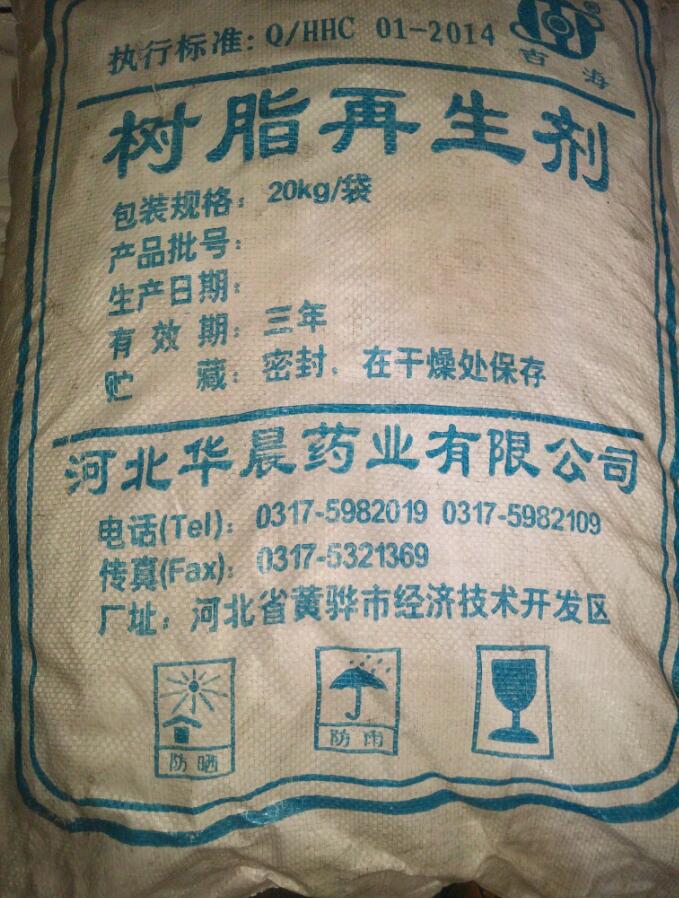 执行标准: Q/HHC 01-2014
吉海
树脂再生剂
包装规格: 20kg/袋
产品批号:
生产日期:
有效期: 三年
贮藏: 密封、在干燥处保存
河北华晨药业有限公司
电话(Tel): 0317-5982019 0317-5982109
传真(Fax): 0317-5321369
厂址: 河北省黄骅市经济技术开发区
防晒 防雨